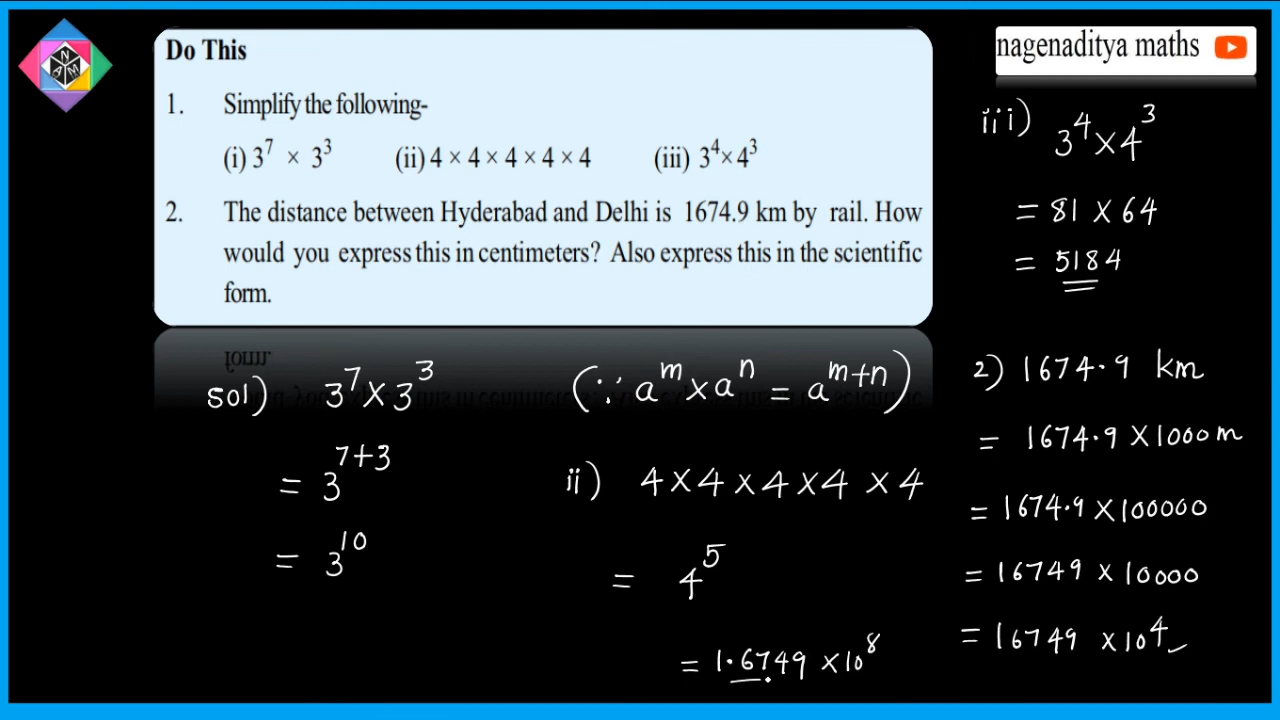 N
A M
nagenaditya maths
Do This
1. Simplify the following-
(i) 3⁷ × 3³ (ii) 4 × 4 × 4 × 4 × 4 (iii) 3⁴× 4³
2. The distance between Hyderabad and Delhi is 1674.9 km by rail. How
would you express this in centimeters? Also express this in the scientific
form.
sol) 3⁷ × 3³ (∵ aᵐ × aⁿ = aᵐ⁺ⁿ)
= 3⁷⁺³
= 3¹⁰
ii) 4 × 4 × 4 × 4 × 4
= 4⁵
iii) 3⁴ × 4³
= 81 × 64
= 5184
2) 1674.9 km
= 1674.9 × 1000 m
= 1674.9 × 100000
= 16749 × 10000
= 16749 × 10⁴
= 1.6749 × 10⁸